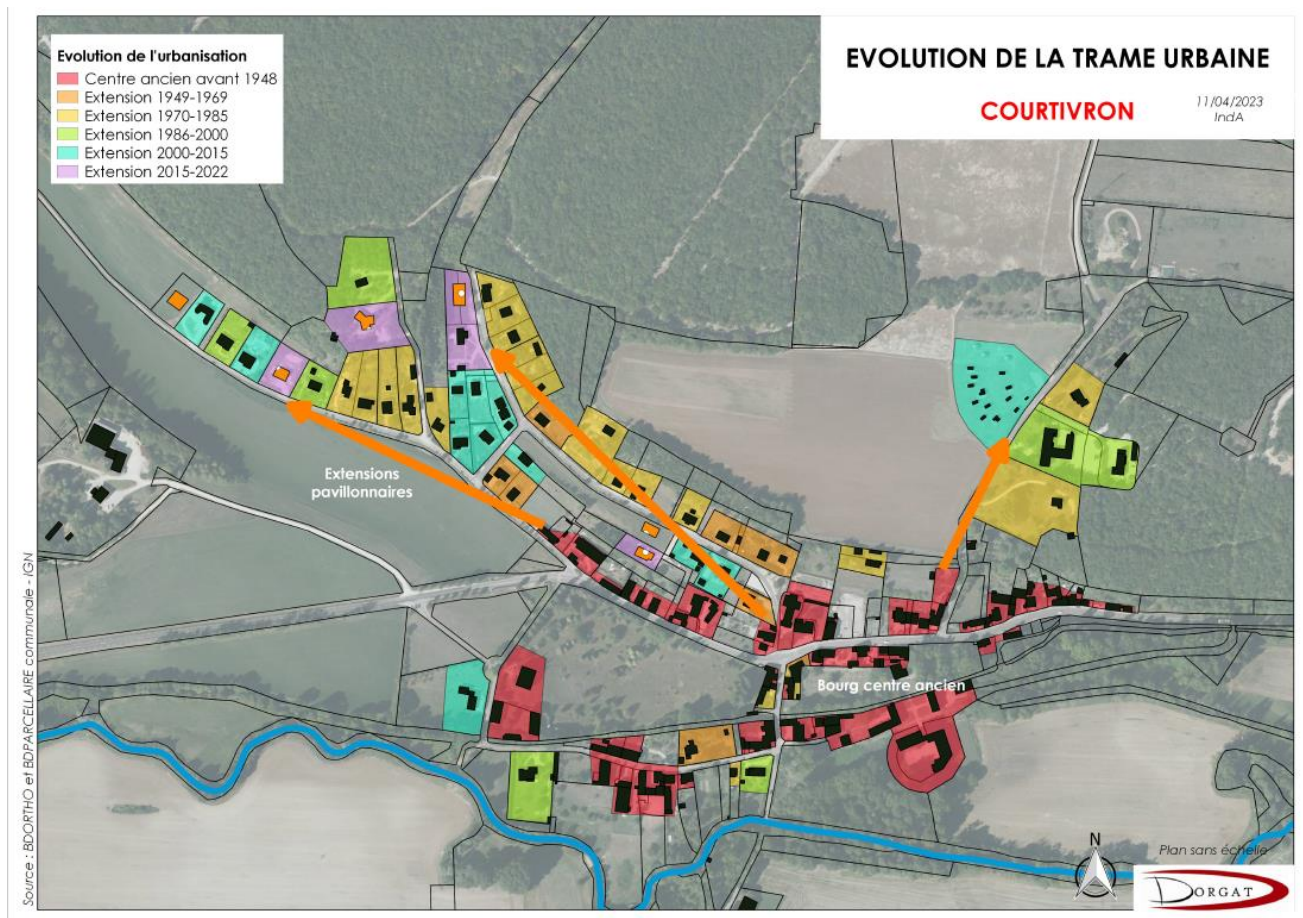 Evolution de l'urbanisation
Centre ancien avant 1948
Extension 1949-1969
Extension 1970-1985
Extension 1986-2000
Extension 2000-2015
Extension 2015-2022
EVOLUTION DE LA TRAME URBAINE
COURTIVRON
11/04/2023
IndA
Extensions
pavillonnaires
Bourg centre ancien
Source : BDORTHO et BDPARCELLAIRE communale - IGN
N
Plan sans échelle
DORGAT